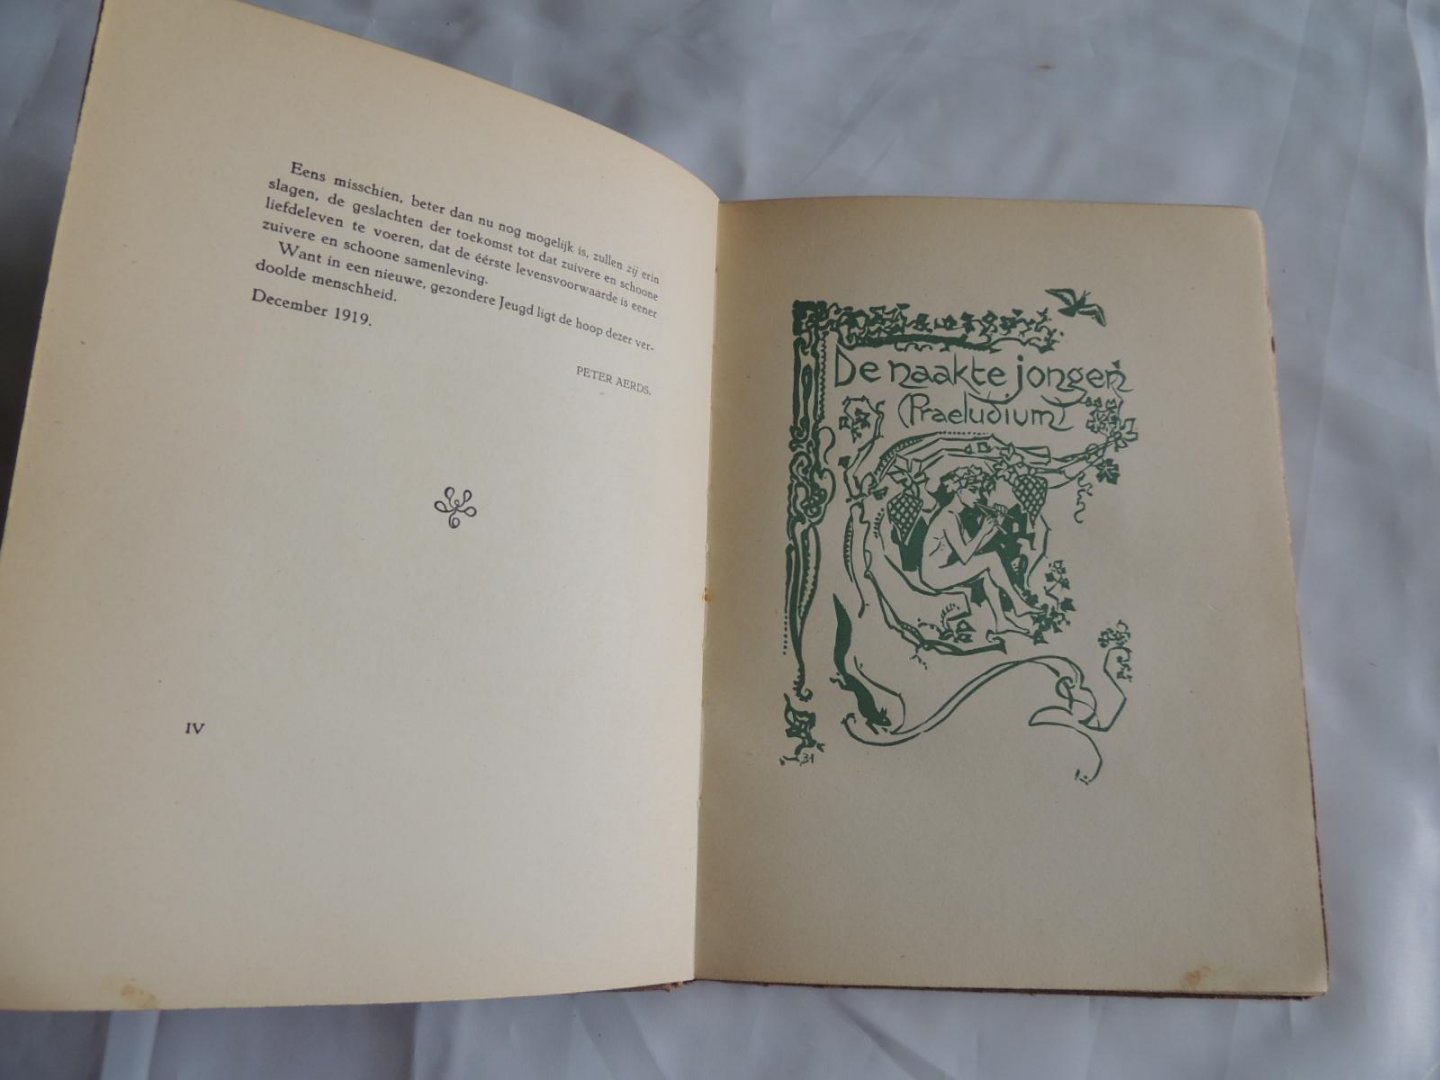 Eens misschien, beter dan nu nog mogelijk is, zullen zij erin
slagen, de geslachten der toekomst tot dat zuivere en schoone
liefdeleven te voeren, dat de éérste levensvoorwaarde is eener
zuivere en schoone samenleving.
Want in een nieuwe, gezondere Jeugd ligt de hoop dezer ver-
doolde menschheid.
December 1919.
PETER AERDS.
IV
De naakte jongen
(Praeludium)